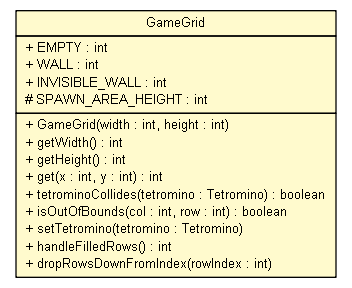 GameGrid
+ EMPTY : int
+ WALL : int
+ INVISIBLE_WALL : int
# SPAWN_AREA_HEIGHT : int
+ GameGrid(width : int, height : int)
+ getWidth() : int
+ getHeight() : int
+ get(x : int, y : int) : int
+ tetrominoCollides(tetromino : Tetromino) : boolean
+ isOutOfBounds(col : int, row : int) : boolean
+ setTetromino(tetromino : Tetromino)
+ handleFilledRows() : int
+ dropRowsDownFromIndex(rowIndex : int)